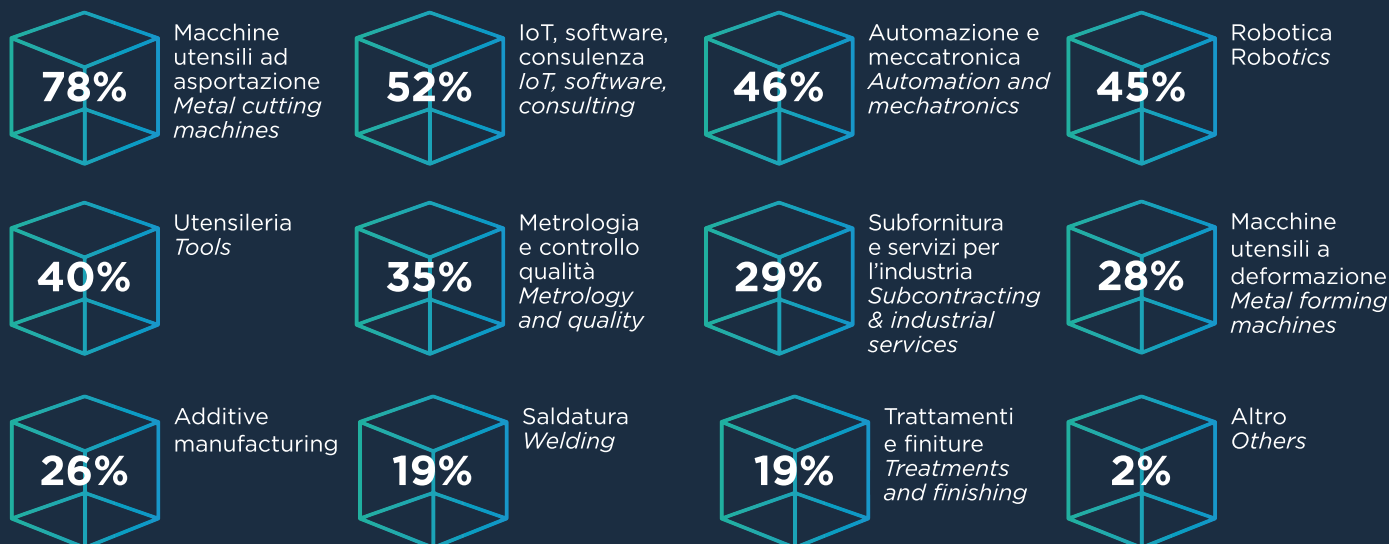 78%
Macchine
utensili ad
asportazione
Metal cutting
machines
52%
IoT, software,
consulenza
IoT, software,
consulting
46%
Automazione e
meccatronica
Automation and
mechatronics
45%
Robotica
Robotics
40%
Utensileria
Tools
35%
Metrologia
e controllo
qualità
Metrology
and quality
29%
Subfornitura
e servizi per
l’industria
Subcontracting
& industrial
services
28%
Macchine
utensili a
deformazione
Metal forming
machines
26%
Additive
manufacturing
19%
Saldatura
Welding
19%
Trattamenti
e finiture
Treatments
and finishing
2%
Altro
Others